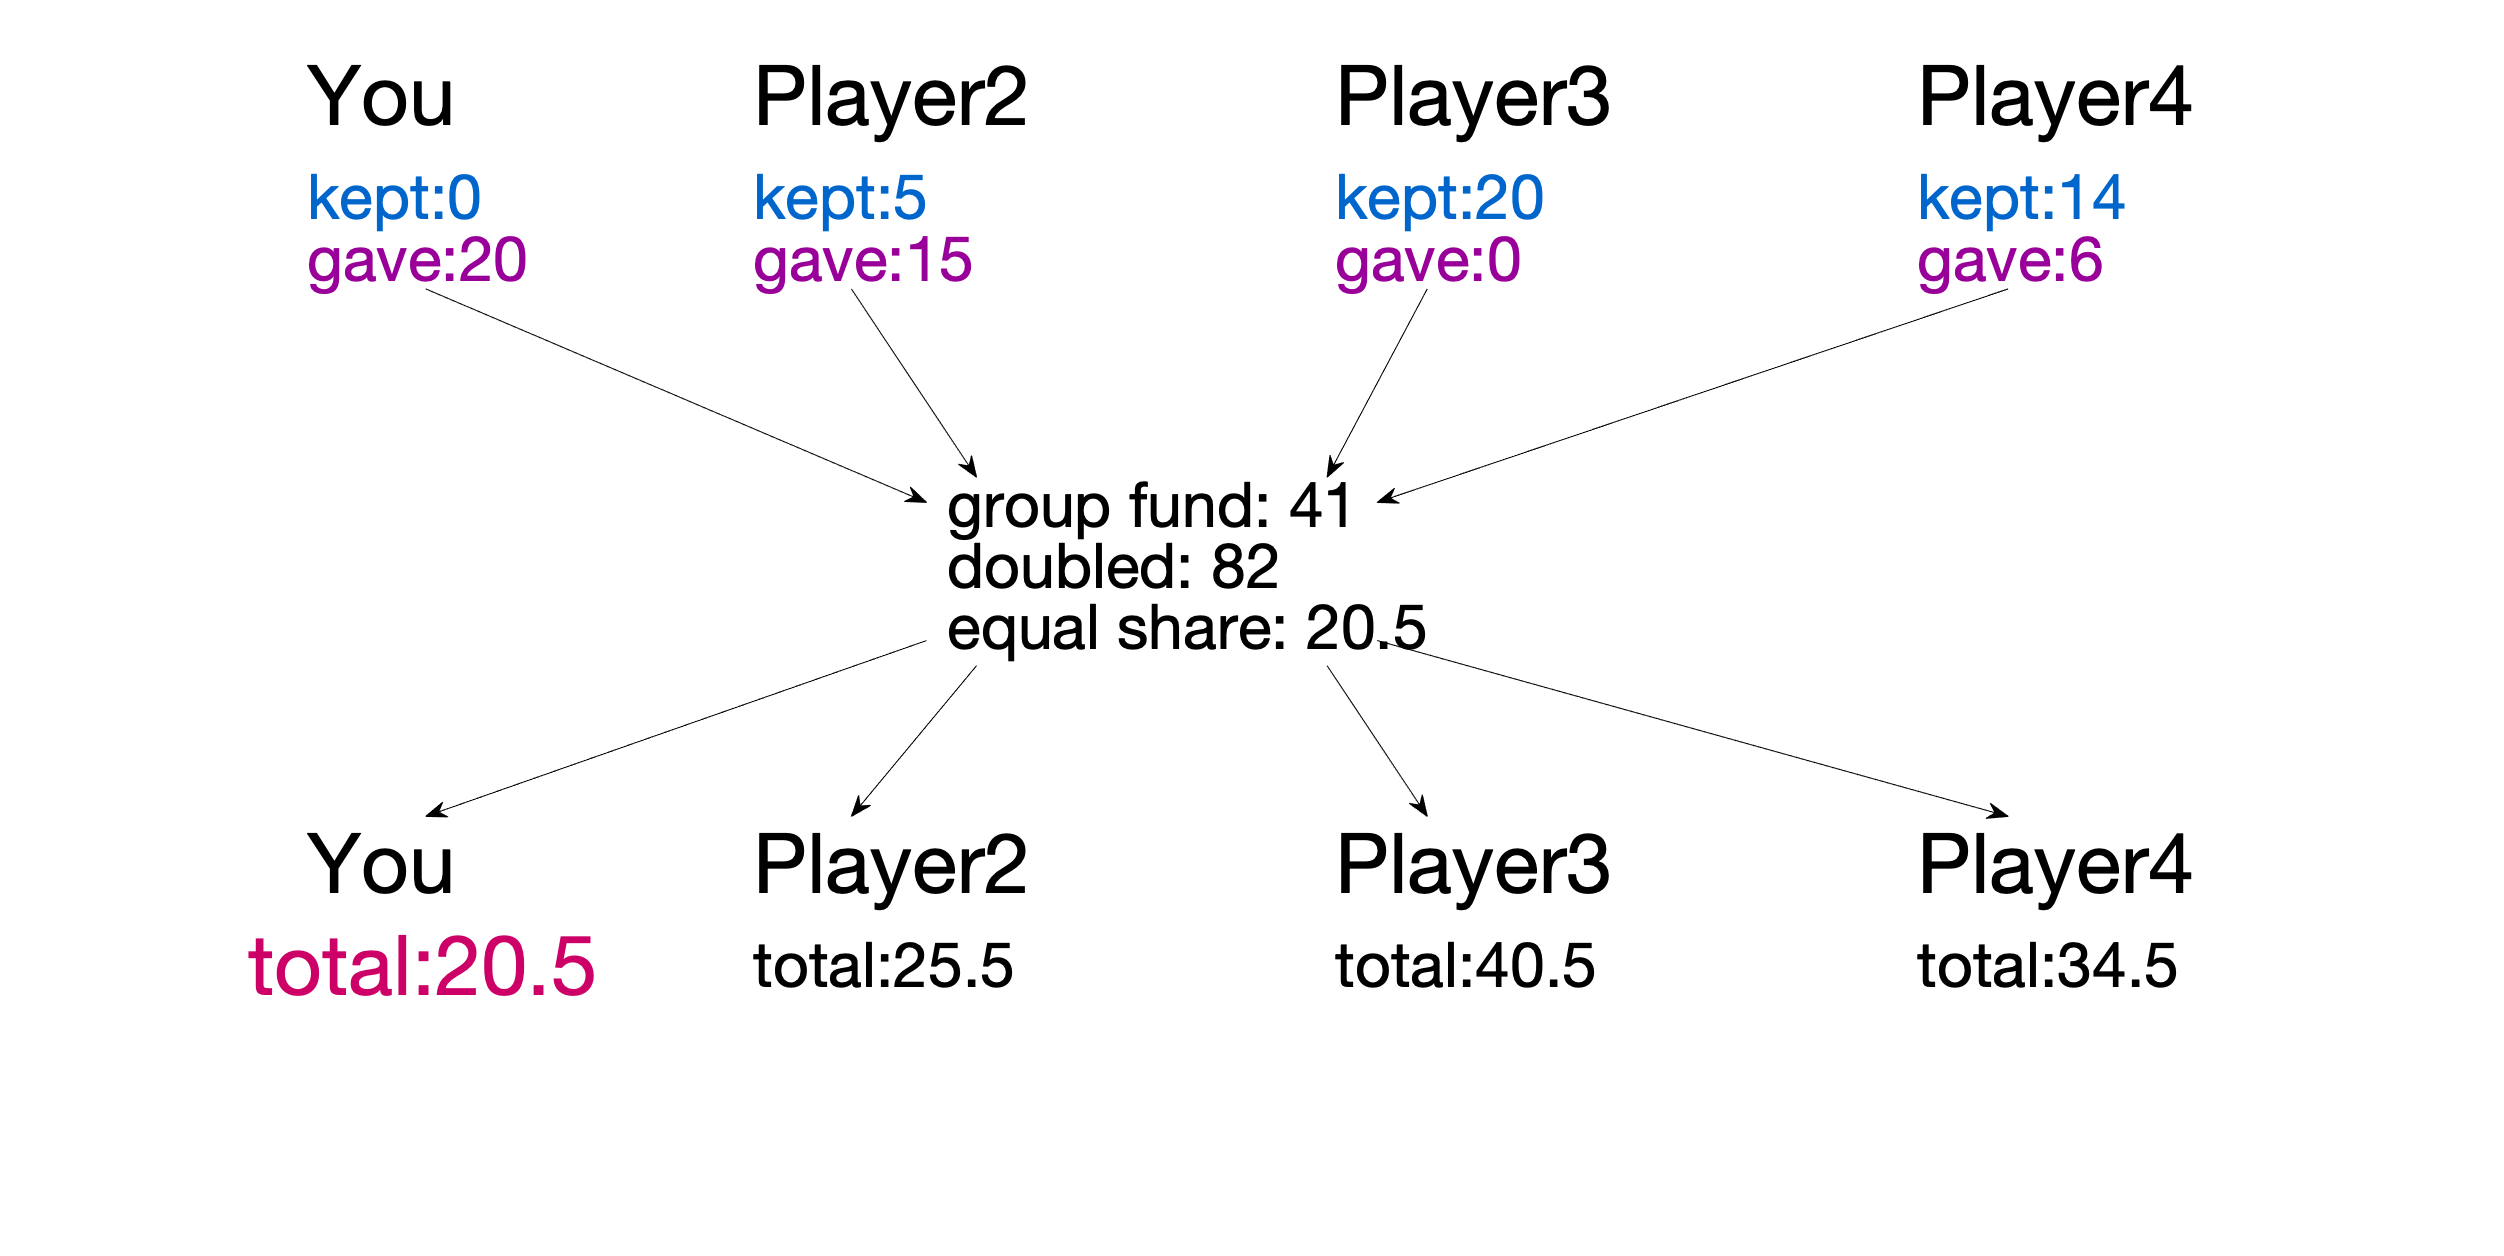 You Player2 Player3 Player4
kept:0 kept:5 kept:20 kept:14
gave:20 gave:15 gave:0 gave:6
group fund: 41
doubled: 82
equal share: 20.5
You Player2 Player3 Player4
total:20.5 total:25.5 total:40.5 total:34.5